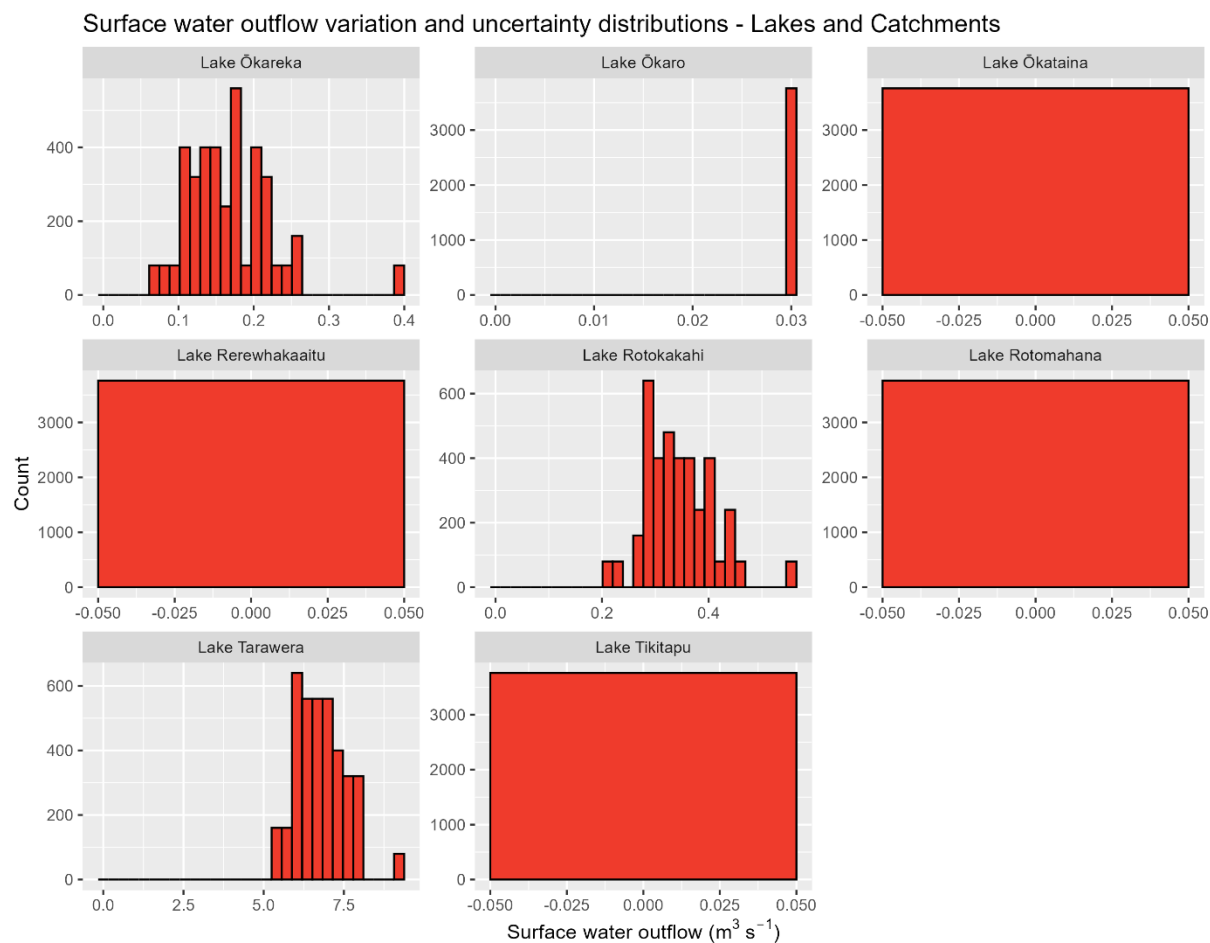 Surface water outflow variation and uncertainty distributions - Lakes and Catchments
Lake Ōkareka
Lake Ōkaro
Lake Ōkataina
400
200
0
0.0 0.1 0.2 0.3 0.4
3000
2000
1000
0
0.00 0.01 0.02 0.03
3000
2000
1000
0
-0.050 -0.025 0.000 0.025 0.050
Lake Rerewhakaaitu
Lake Rotokakahi
Lake Rotomahana
3000
2000
1000
0
-0.050 -0.025 0.000 0.025 0.050
600
400
200
0
0.0 0.2 0.4
3000
2000
1000
0
-0.050 -0.025 0.000 0.025 0.050
Count
Lake Tarawera
Lake Tikitapu
600
400
200
0
0.0 2.5 5.0 7.5
3000
2000
1000
0
-0.050 -0.025 0.000 0.025 0.050
Surface water outflow (m³ s⁻¹)